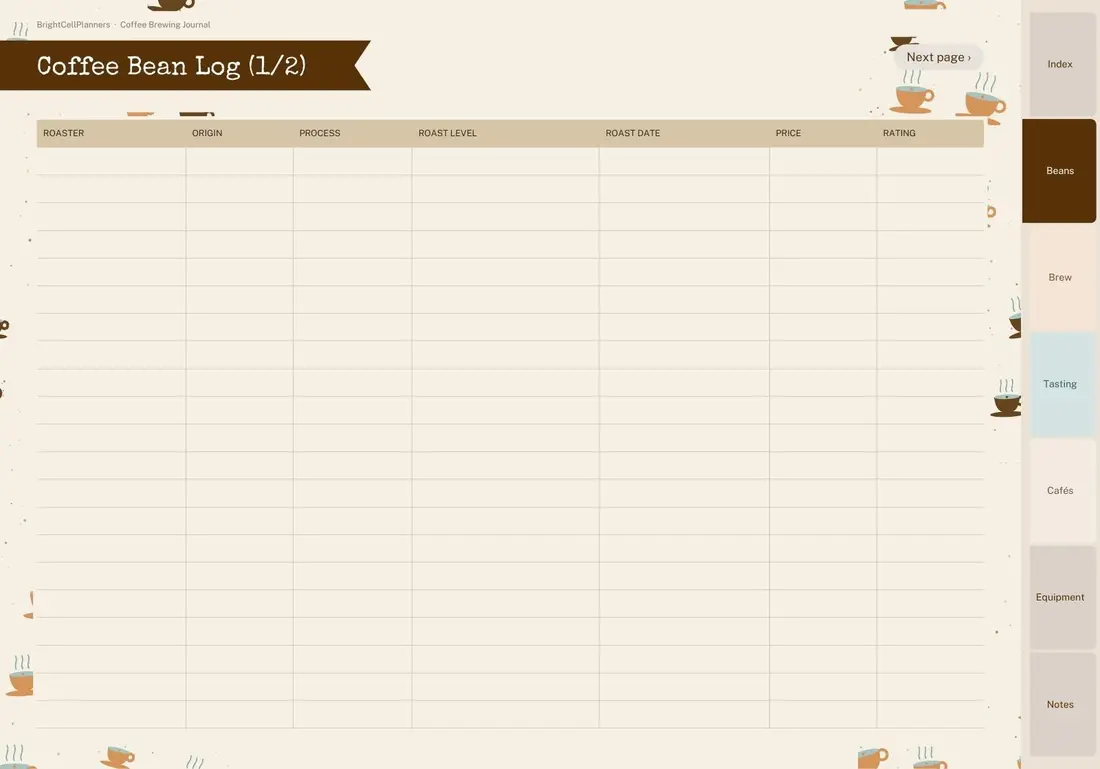 BrightCellPlanners · Coffee Brewing Journal
Coffee Bean Log (1/2)
Next page ›
ROASTER ORIGIN PROCESS ROAST LEVEL ROAST DATE PRICE RATING
Index
Beans
Brew
Tasting
Cafés
Equipment
Notes